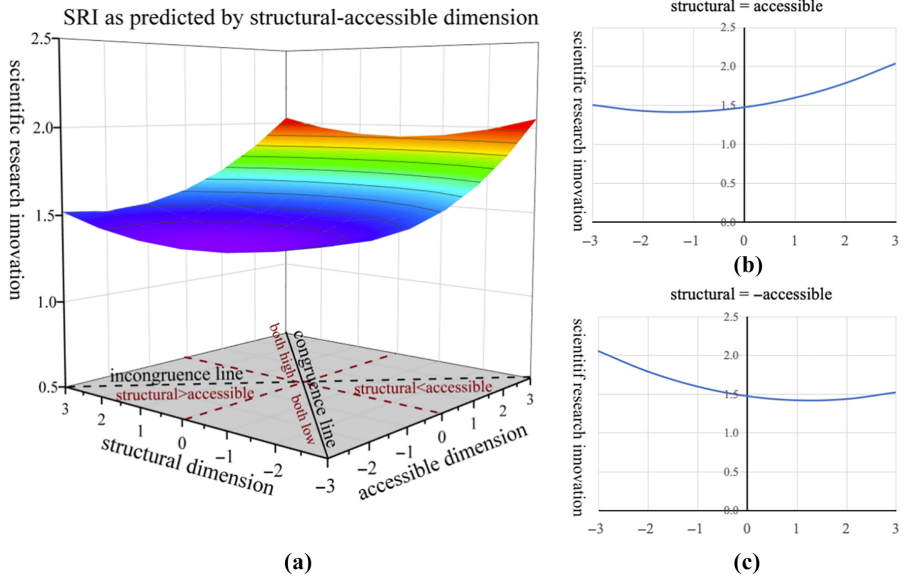 SRI as predicted by structural-accessible dimension
scientific research innovation
2.5
2.0
1.5
1.0
0.5
both high
both low
congruence line
incongruence line
structural>accessible
structural<accessible
3
2
1
0
−1
−2
−3
structural dimension
−2
−1
0
1
2
3
accessible dimension
(a)
structural = accessible
scientific research innovation
2.5
2.0
1.5
1.0
0.5
0.0
−3
−2
−1
0
1
2
3
(b)
structural = −accessible
scientitif research innovation
2.5
2.0
1.5
1.0
0.5
0.0
−3
−2
−1
0
1
2
3
(c)